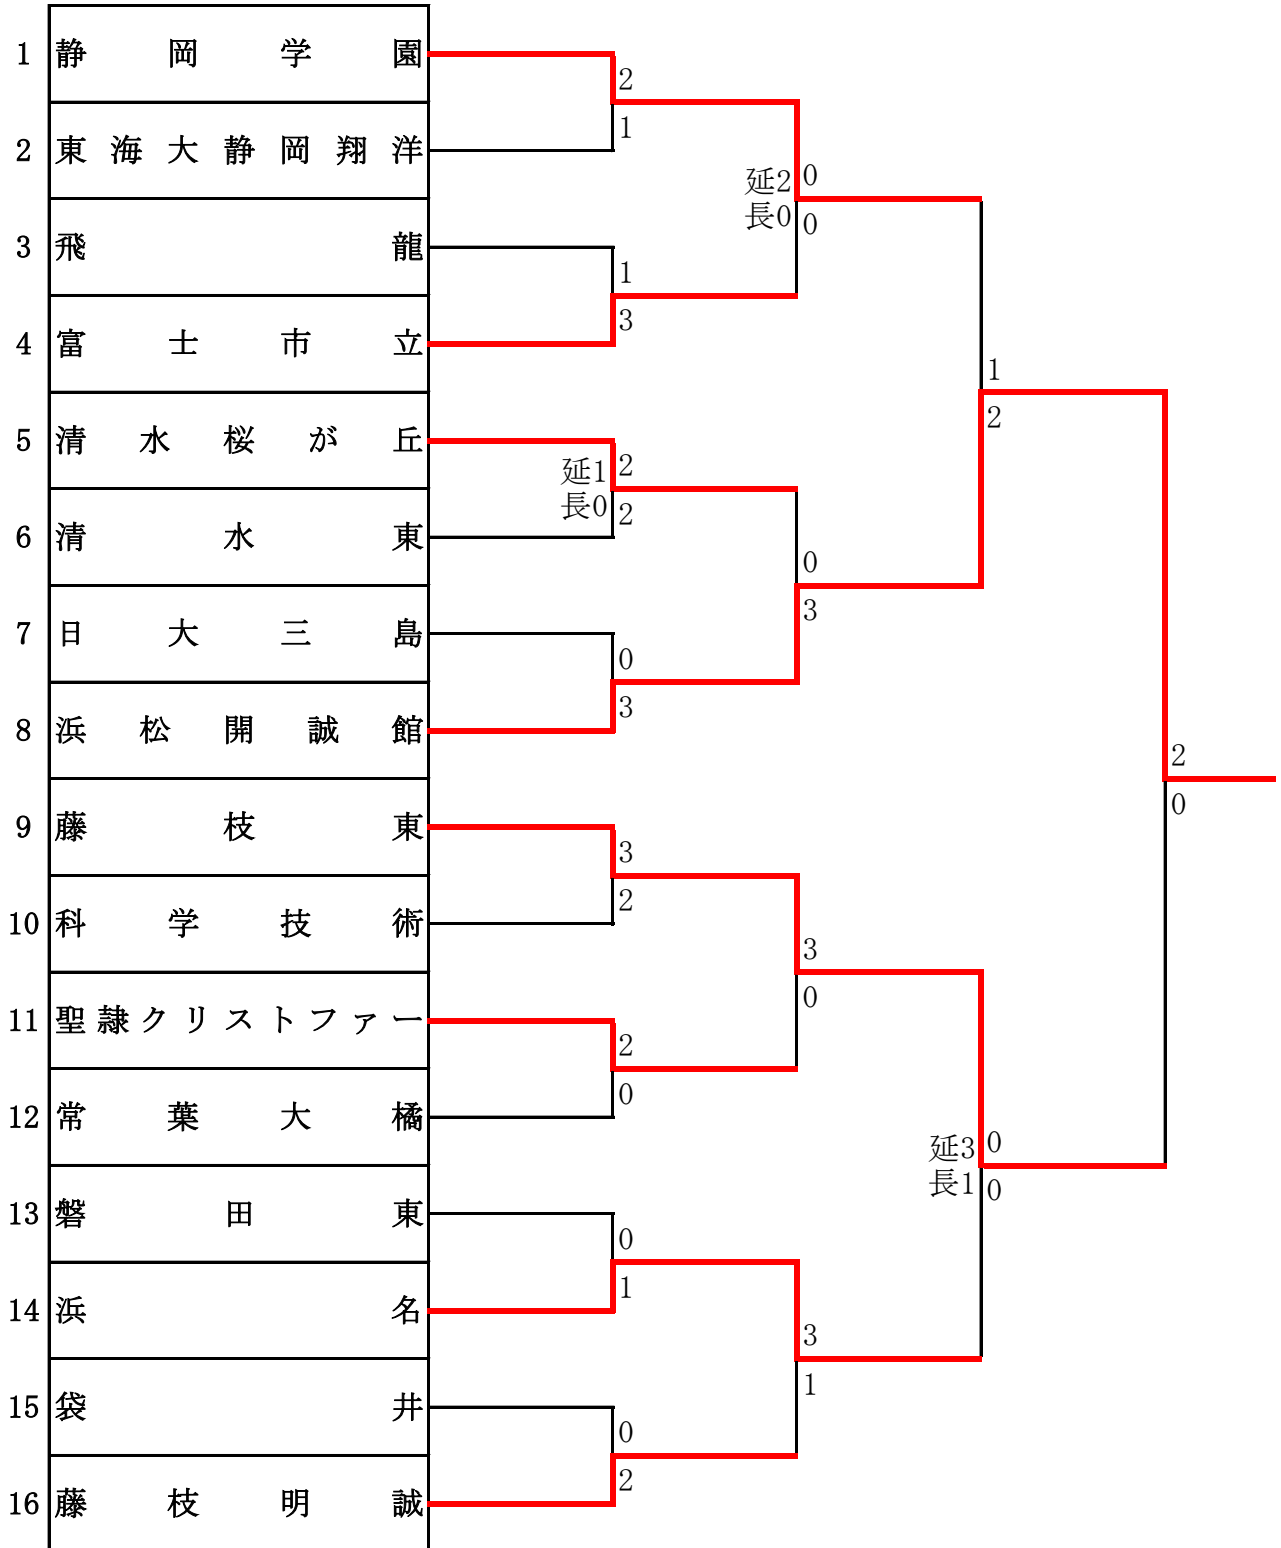 1 静岡学園
2 東海大静岡翔洋
3 飛龍
4 富士市立
5 清水桜が丘
6 清水東
7 日大三島
8 浜松開誠館
9 藤枝東
10 科学技術
11 聖隷クリストファー
12 常葉大橘
13 磐田東
14 浜名
15 袋井
16 藤枝明誠
2
1
1
3
延1 2
長0 2
0
3
3
2
2
0
0
1
0
2
延2 0
長0 0
0
3
3
0
3
1
1
2
延3 0
長1 0
2
0